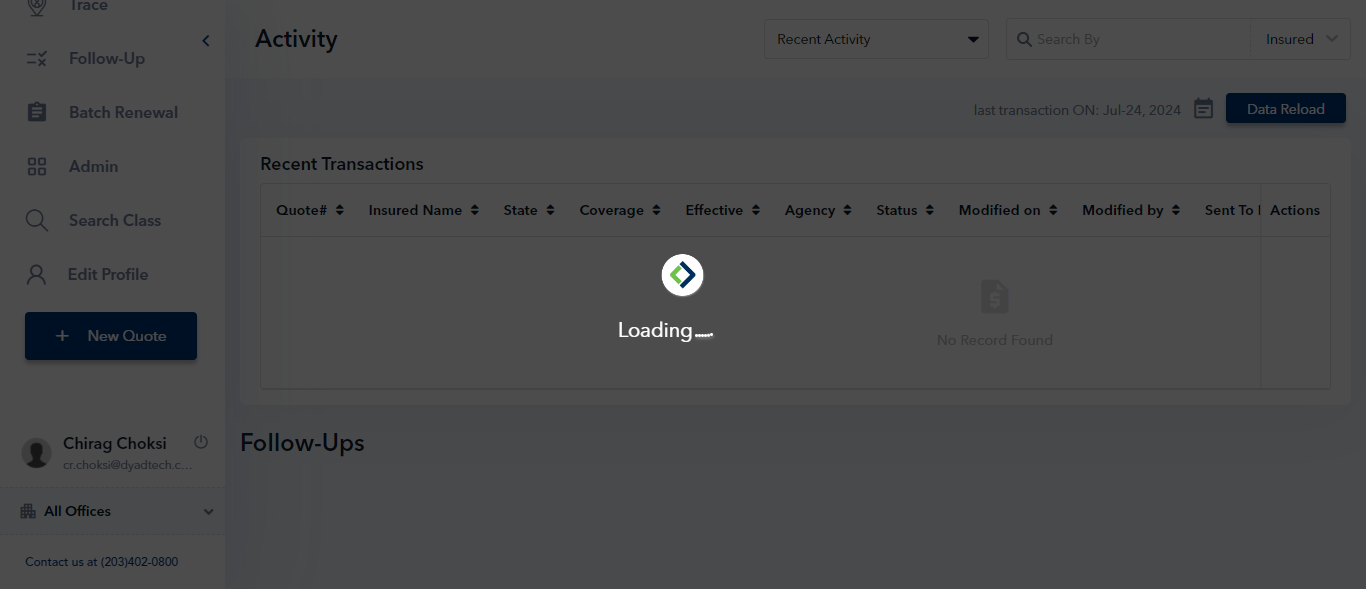 Trace
Follow-Up
Batch Renewal
Admin
Search Class
Edit Profile
+ New Quote
Chirag Choksi
cr.choksi@dyadtech.c...
All Offices
Contact us at (203)402-0800
Activity
Recent Activity
Search By
Insured
last transaction ON: Jul-24, 2024
Data Reload
Recent Transactions
Quote# Insured Name State Coverage Effective Agency Status Modified on Modified by Sent To Actions
No Record Found
Loading.....
Follow-Ups